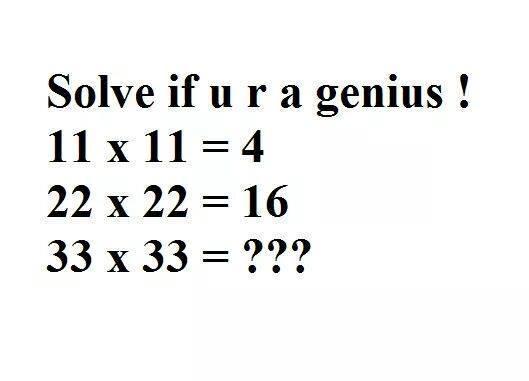 Solve if u r a genius !
11 x 11 = 4
22 x 22 = 16
33 x 33 = ???